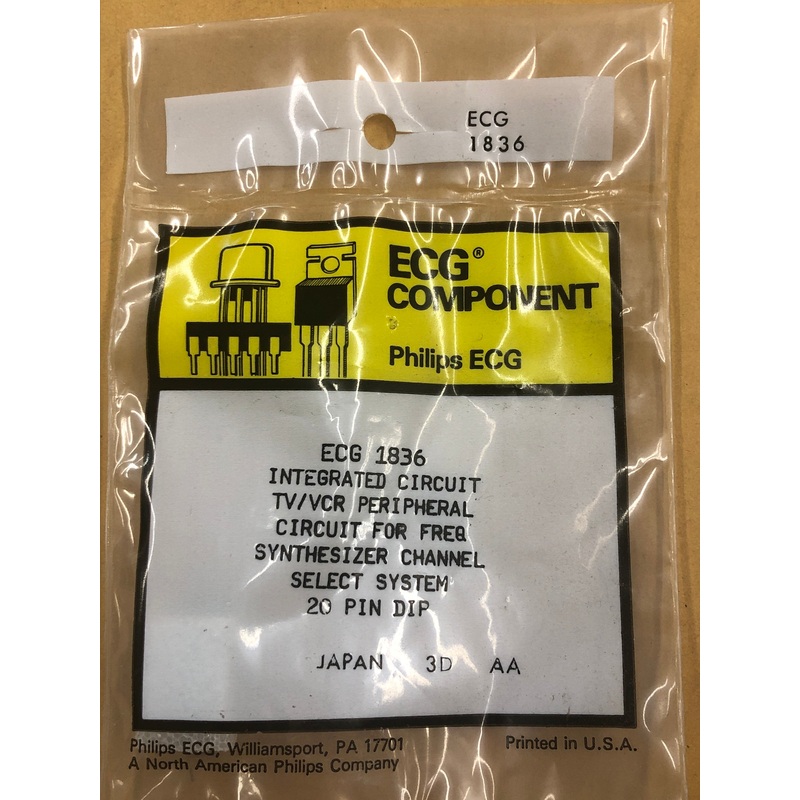 ECG
1836
ECG®
COMPONENT
Philips ECG
ECG 1836
INTEGRATED CIRCUIT
TV/VCR PERIPHERAL
CIRCUIT FOR FREQ
SYNTHESIZER CHANNEL
SELECT SYSTEM
20 PIN DIP
JAPAN 3D AA
Philips ECG, Williamsport, PA 17701 Printed in U.S.A.
A North American Philips Company